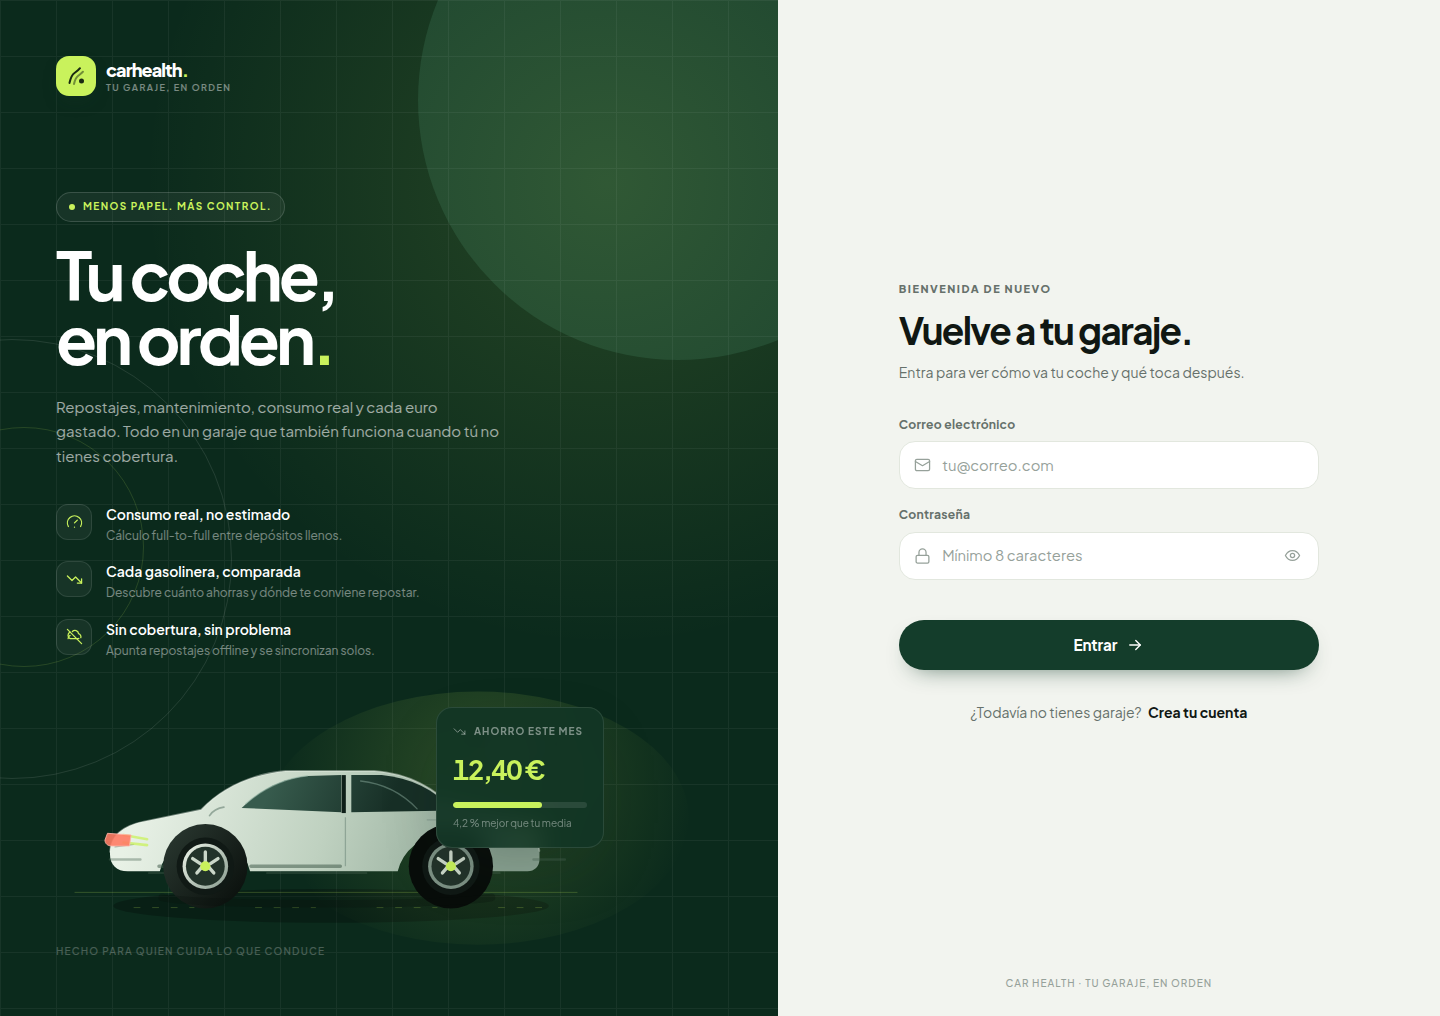 carhealth.
TU GARAJE, EN ORDEN
MENOS PAPEL. MÁS CONTROL.
Tu coche,
en orden.
Repostajes, mantenimiento, consumo real y cada euro
gastado. Todo en un garaje que también funciona cuando tú no
tienes cobertura.
Consumo real, no estimado
Cálculo full-to-full entre depósitos llenos.
Cada gasolinera, comparada
Descubre cuánto ahorras y dónde te conviene repostar.
Sin cobertura, sin problema
Apunta repostajes offline y se sincronizan solos.
AHORRO ESTE MES
12,40 €
4,2 % mejor que tu media
HECHO PARA QUIEN CUIDA LO QUE CONDUCE
BIENVENIDA DE NUEVO
Vuelve a tu garaje.
Entra para ver cómo va tu coche y qué toca después.
Correo electrónico
tu@correo.com
Contraseña
Mínimo 8 caracteres
Entrar
¿Todavía no tienes garaje? Crea tu cuenta
CAR HEALTH · TU GARAJE, EN ORDEN